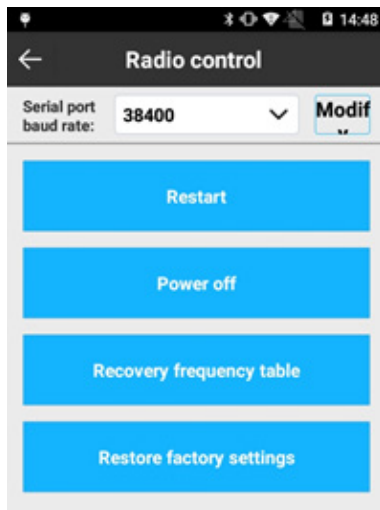 14:48
Radio control
Serial port
baud rate:
38400
Modif
y
Restart
Power off
Recovery frequency table
Restore factory settings